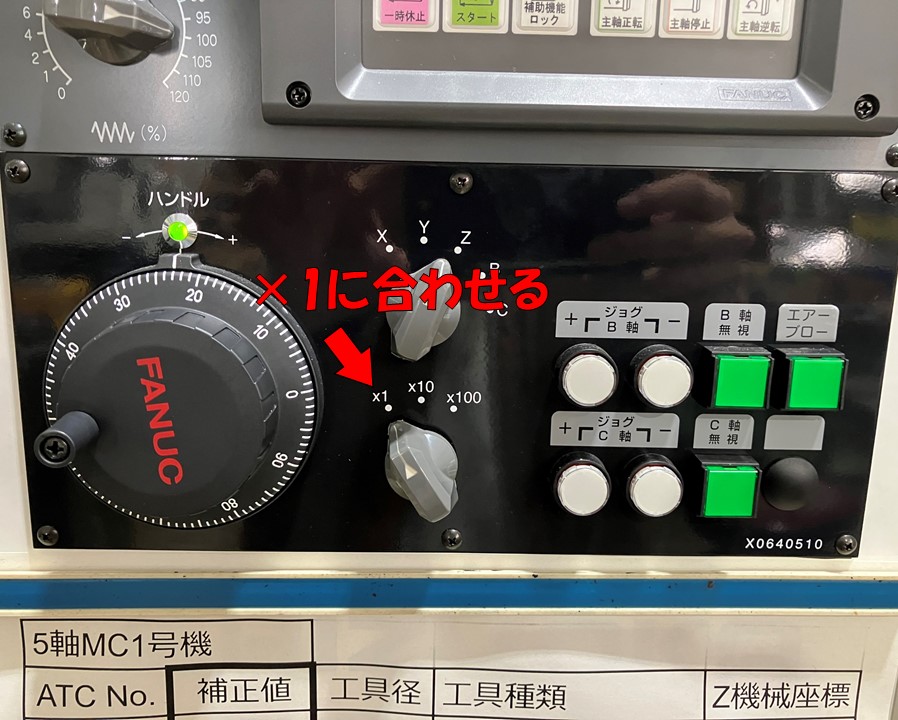 6
4
2
1
0
95
100
105
110
120
(%)
一時休止
スタート
補助機能
ロック
主軸正転
主軸停止
主軸逆転
FANUC
ハンドル
- +
X Y Z
C
×1に合わせる
x1 x10 x100
40 30 20 10 0 90 80
FANUC
+ ジョグ -
B 軸
B 軸
無視
エアー
ブロー
+ ジョグ -
C 軸
C 軸
無視
X0640510
5軸MC1号機
ATC No. 補正値 工具径 工具種類 Z機械座標